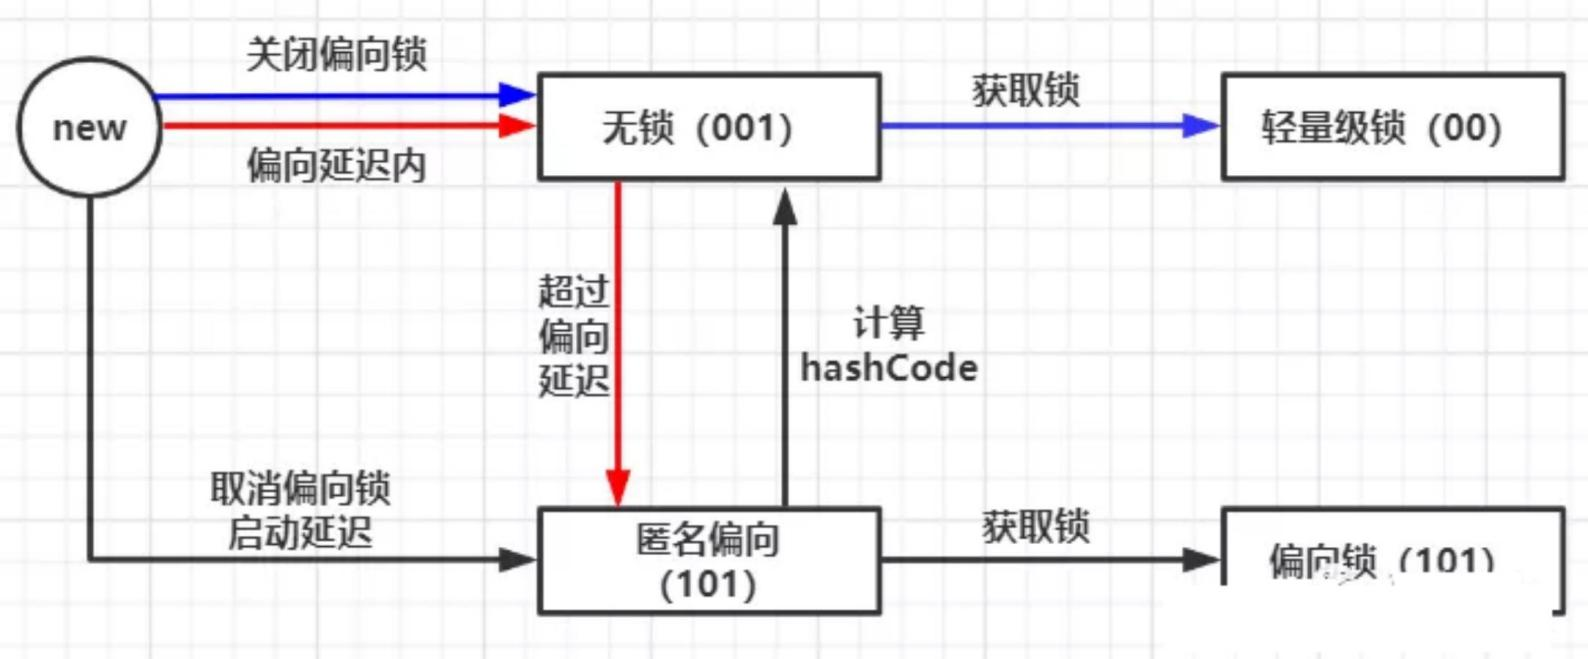 关闭偏向锁
new
偏向延迟内
无锁（001）
获取锁
轻量级锁（00）
超过
偏向
延迟
计算
hashCode
取消偏向锁
启动延迟
匿名偏向
（101）
获取锁
偏向锁（101）